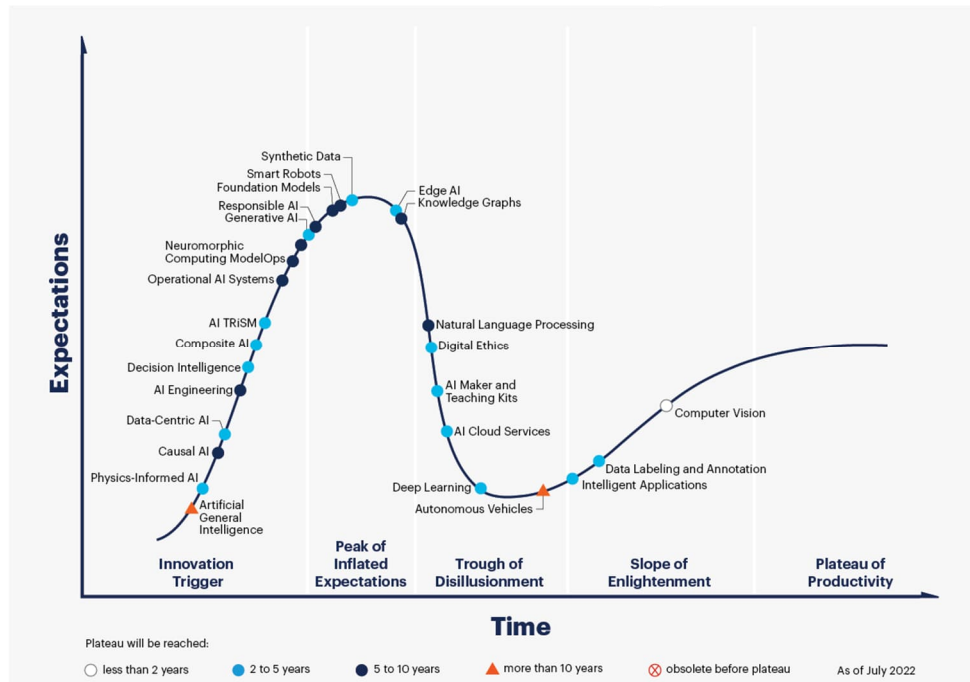 Synthetic Data
Smart Robots
Foundation Models
Responsible AI
Generative AI
Neuromorphic
Computing ModelOps
Operational AI Systems
AI TRiSM
Composite AI
Decision Intelligence
AI Engineering
Data-Centric AI
Causal AI
Physics-Informed AI
Artificial
General
Intelligence
Edge AI
Knowledge Graphs
Natural Language Processing
Digital Ethics
AI Maker and
Teaching Kits
AI Cloud Services
Deep Learning
Autonomous Vehicles
Computer Vision
Data Labeling and Annotation
Intelligent Applications
Expectations
Innovation
Trigger
Peak of
Inflated
Expectations
Trough of
Disillusionment
Slope of
Enlightenment
Plateau of
Productivity
Time
Plateau will be reached:
less than 2 years
2 to 5 years
5 to 10 years
more than 10 years
obsolete before plateau
As of July 2022